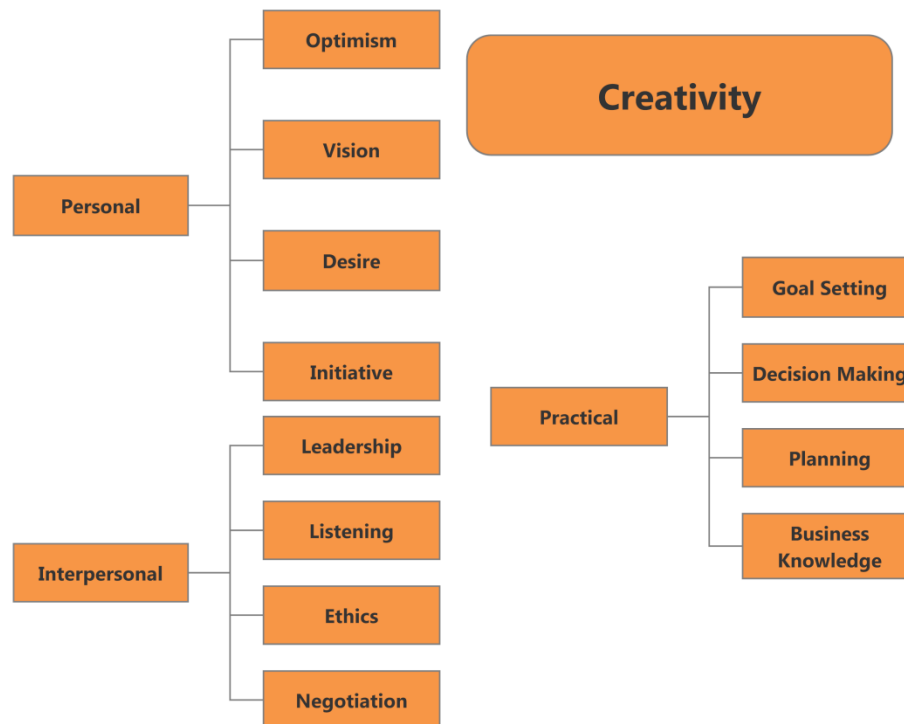 Creativity
Personal
Optimism
Vision
Desire
Initiative
Interpersonal
Leadership
Listening
Ethics
Negotiation
Practical
Goal Setting
Decision Making
Planning
Business
Knowledge